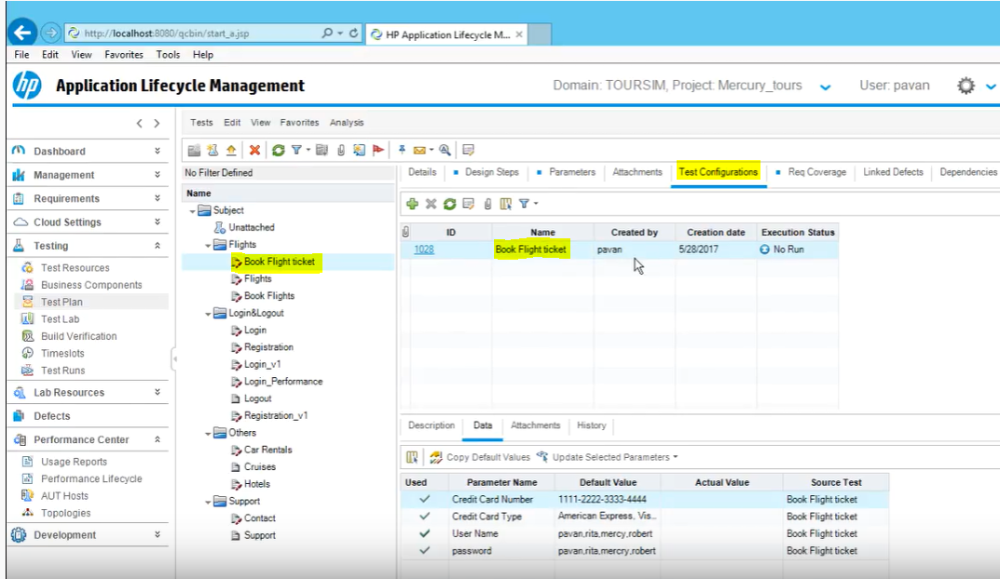 http://localhost:8080/qcbin/start_a.jsp
HP Application Lifecycle M...
File Edit View Favorites Tools Help
hp Application Lifecycle Management
Domain: TOURSIM, Project: Mercury_tours
User: pavan
Dashboard
Management
Requirements
Cloud Settings
Testing
Test Resources
Business Components
Test Plan
Test Lab
Build Verification
Timeslots
Test Runs
Lab Resources
Defects
Performance Center
Usage Reports
Performance Lifecycle
AUT Hosts
Topologies
Development
Tests Edit View Favorites Analysis
No Filter Defined
Name
Subject
Unattached
Flights
Book Flight ticket
Flights
Book Flights
Login&Logout
Login
Registration
Login_v1
Login_Performance
Logout
Registration_v1
Others
Car Rentals
Cruises
Hotels
Support
Contact
Support
Details Design Steps Parameters Attachments Test Configurations Req Coverage Linked Defects Dependencies
ID Name Created by Creation date Execution Status
1028 Book Flight ticket pavan 5/28/2017 No Run
Description Data Attachments History
Copy Default Values Update Selected Parameters
Used Parameter Name Default Value Actual Value Source Test
Credit Card Number 1111-2222-3333-4444 Book Flight ticket
Credit Card Type American Express, Vis... Book Flight ticket
User Name pavan,rita,mercy,robert Book Flight ticket
password pavan,rita,mercry,robert Book Flight ticket